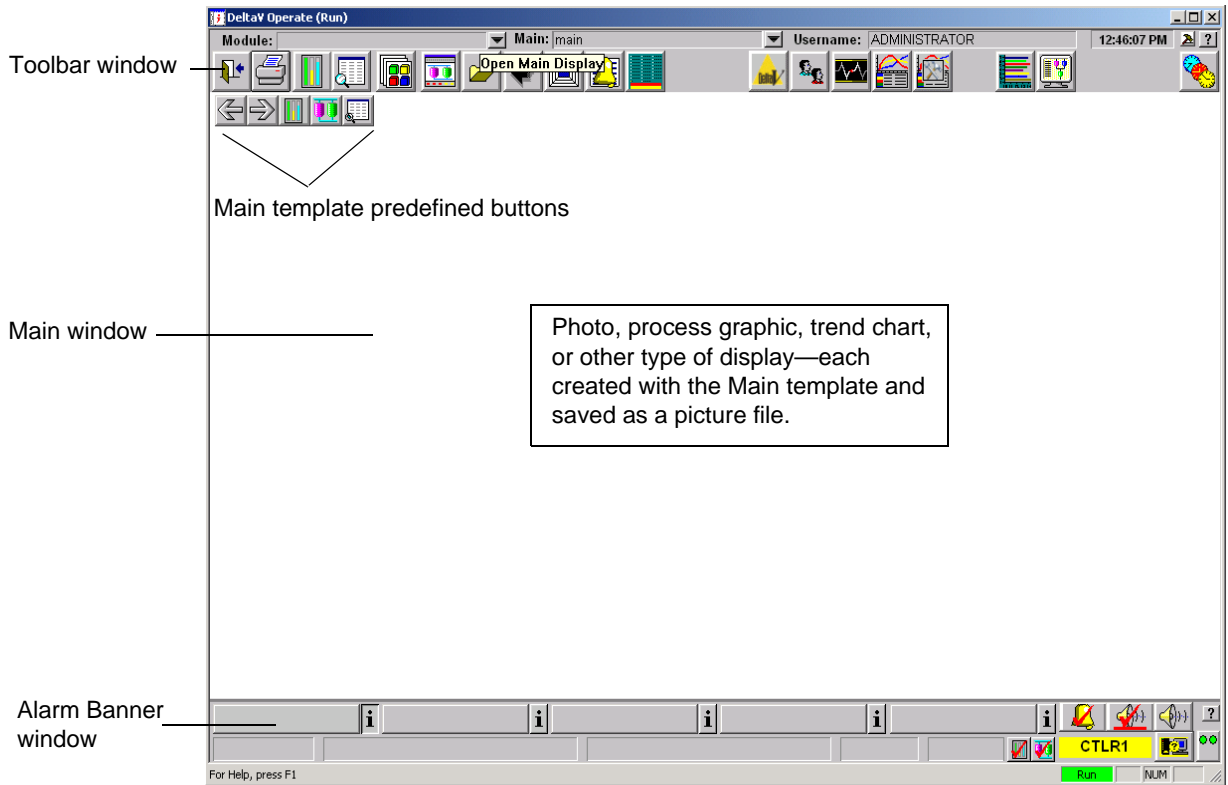 DeltaV Operate (Run)
Module:
Main: main
Username: ADMINISTRATOR
12:46:07 PM
?
Toolbar window
Open Main Display
Main template predefined buttons
Main window
Photo, process graphic, trend chart,
or other type of display—each
created with the Main template and
saved as a picture file.
Alarm Banner
window
i
i
i
i
i
?
CTLR1
For Help, press F1
Run
NUM